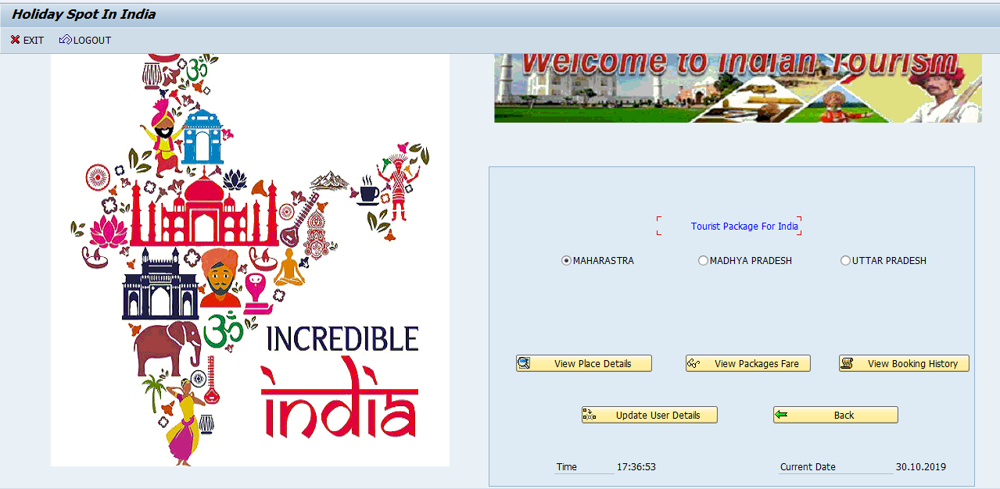 Holiday Spot In India
EXIT LOGOUT
Welcome to Indian Tourism
INCREDIBLE
india
Tourist Package For India
MAHARASTRA MADHYA PRADESH UTTAR PRADESH
View Place Details View Packages Fare View Booking History
Update User Details Back
Time 17:36:53 Current Date 30.10.2019
ॐ
ॐ